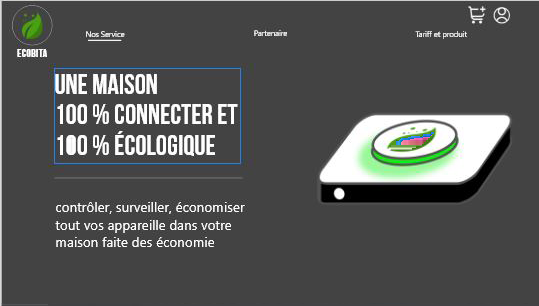 Nos Service
Partenaire
Tariff et produit
ECOBITA
UNE MAISON
100 % CONNECTER ET
100 % ÉCOLOGIQUE
contrôler, surveiller, économiser
tout vos appareille dans votre
maison faite des économie